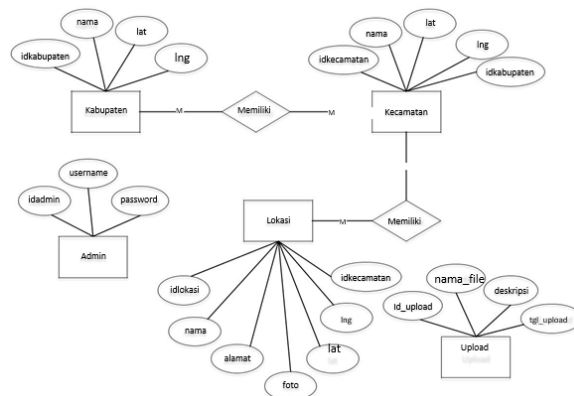 nama
lat
idkabupaten
lng
Kabupaten
M
Memiliki
M
nama
lat
lng
idkecamatan
idkabupaten
Kecamatan
username
idadmin
password
Admin
Lokasi
M
Memiliki
idlokasi
nama
alamat
foto
lat
lng
idkecamatan
Id_upload
nama_file
deskripsi
tgl_upload
Upload